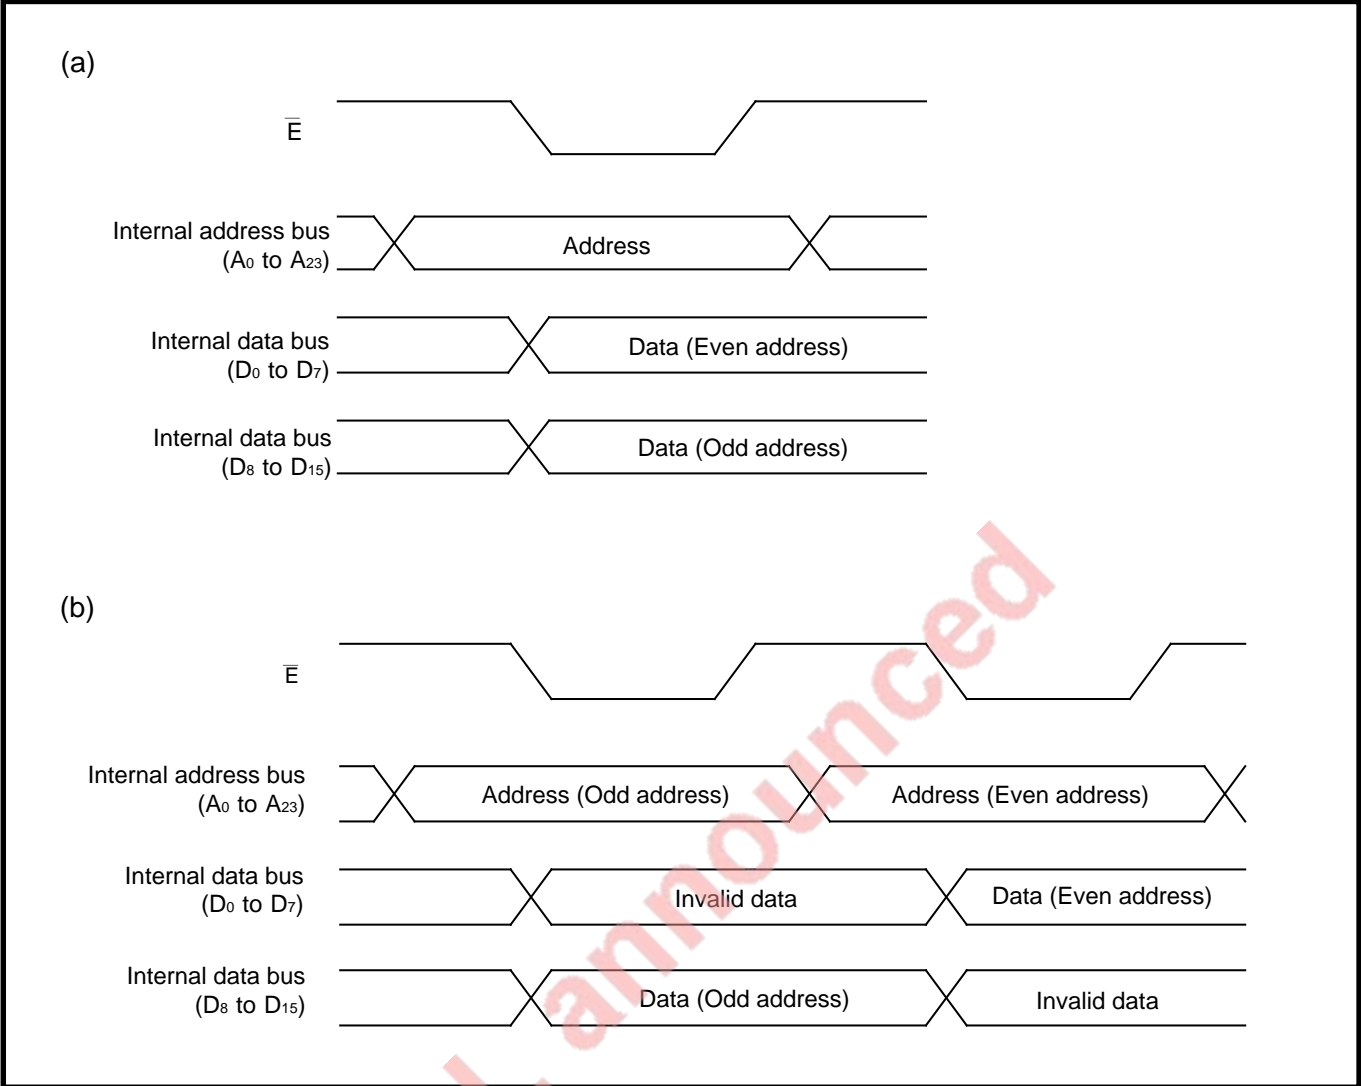 (a)
E̅
Internal address bus
(A0 to A23)
Address
Internal data bus
(D0 to D7)
Data (Even address)
Internal data bus
(D8 to D15)
Data (Odd address)
(b)
E̅
Internal address bus
(A0 to A23)
Address (Odd address)
Address (Even address)
Internal data bus
(D0 to D7)
Invalid data
Data (Even address)
Internal data bus
(D8 to D15)
Data (Odd address)
Invalid data
announced